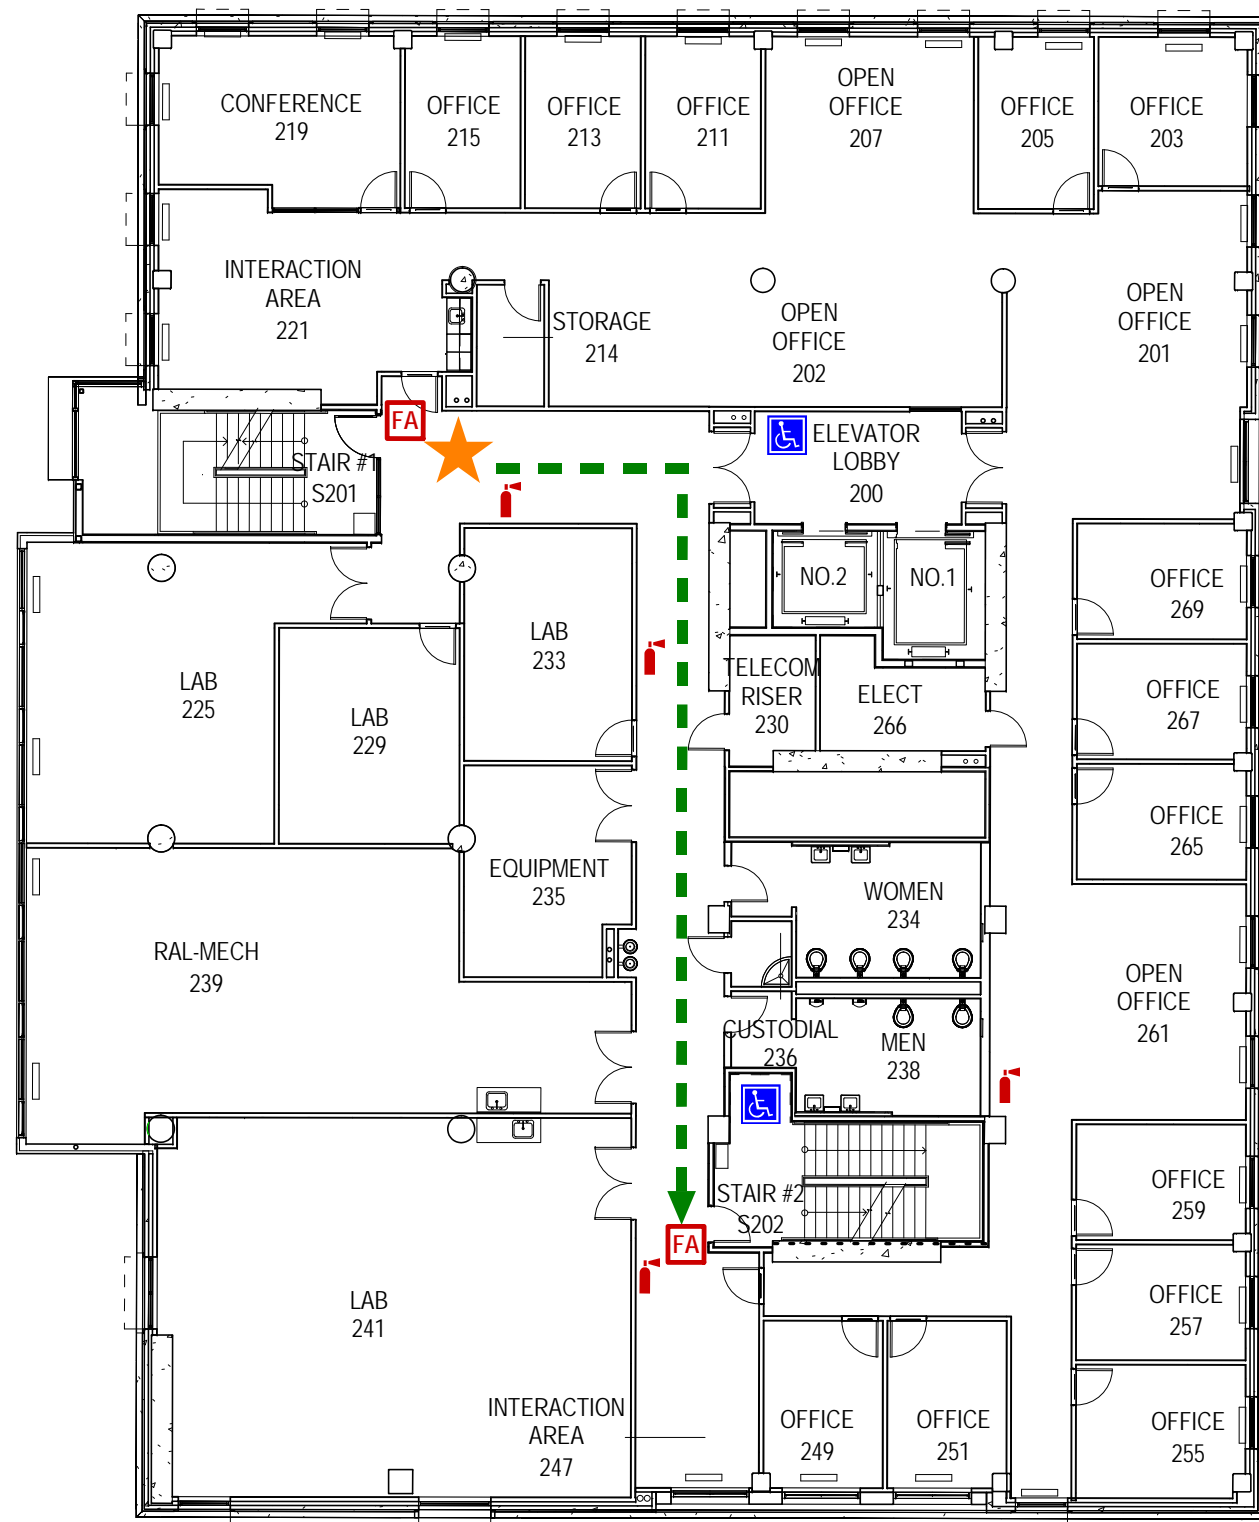 CONFERENCE
219
OFFICE
215
OFFICE
213
OFFICE
211
OPEN
OFFICE
207
OFFICE
205
OFFICE
203
INTERACTION
AREA
221
STORAGE
214
OPEN
OFFICE
202
OPEN
OFFICE
201
FA
STAIR #1
S201
ELEVATOR
LOBBY
200
NO.2
NO.1
OFFICE
269
LAB
233
LAB
225
LAB
229
TELECOM
RISER
230
ELECT
266
OFFICE
267
OFFICE
265
EQUIPMENT
235
WOMEN
234
RAL-MECH
239
OPEN
OFFICE
261
CUSTODIAL
236
MEN
238
STAIR #2
S202
OFFICE
259
FA
LAB
241
OFFICE
257
INTERACTION
AREA
247
OFFICE
249
OFFICE
251
OFFICE
255